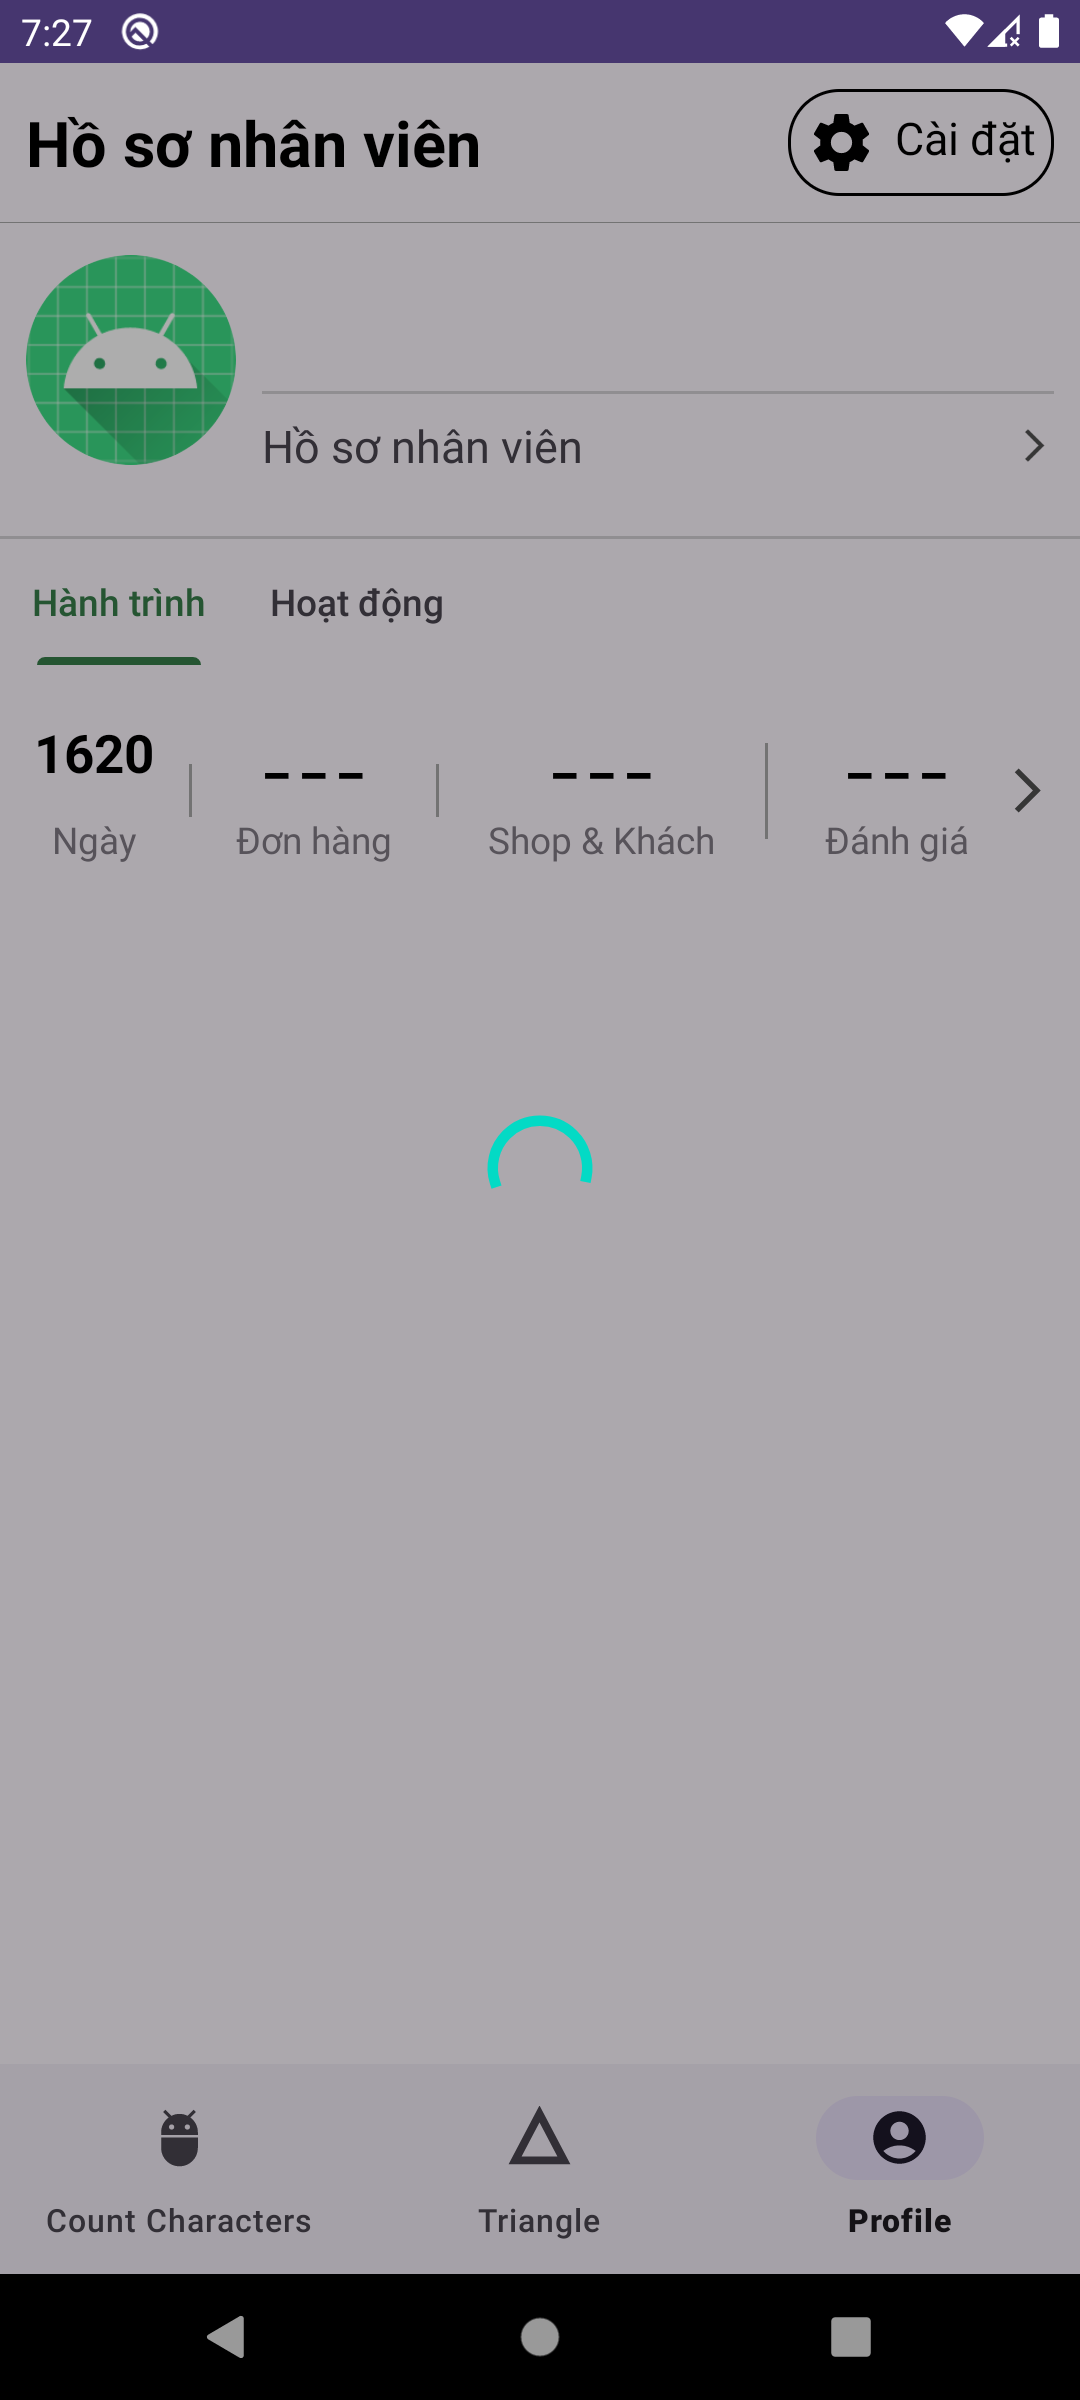 7:27
Hồ sơ nhân viên
Cài đặt
Hồ sơ nhân viên
Hành trình Hoạt động
1620 --- --- ---
Ngày Đơn hàng Shop & Khách Đánh giá
Count Characters Triangle Profile